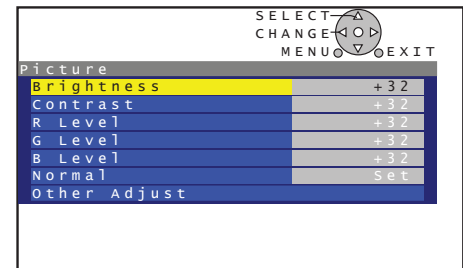 SELECT
CHANGE
MENU EXIT
Picture
Brightness +32
Contrast +32
R Level +32
G Level +32
B Level +32
Normal Set
Other Adjust